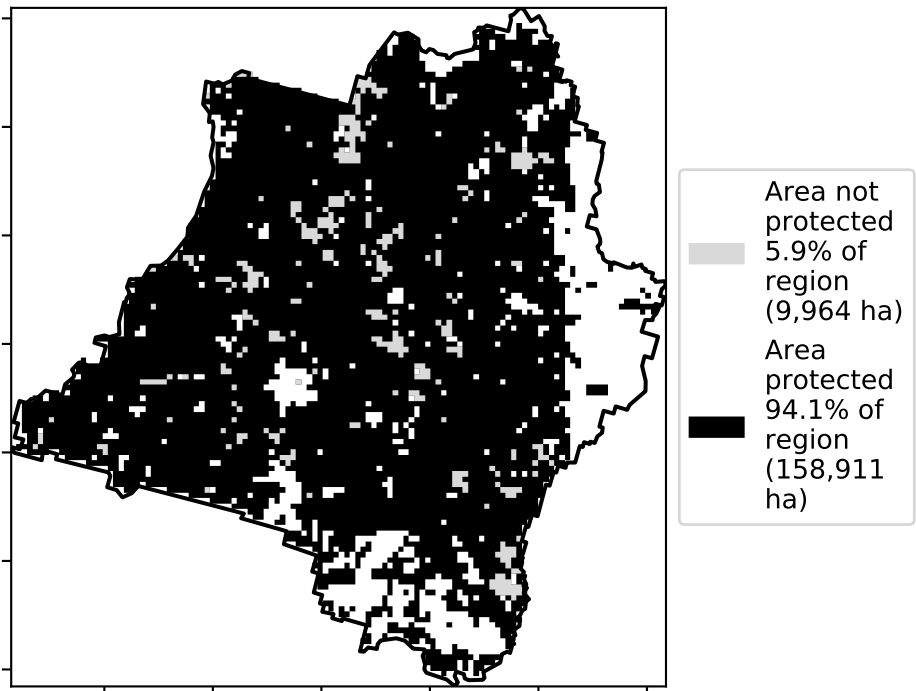 Area not
protected
5.9% of
region
(9,964 ha)
Area
protected
94.1% of
region
(158,911
ha)